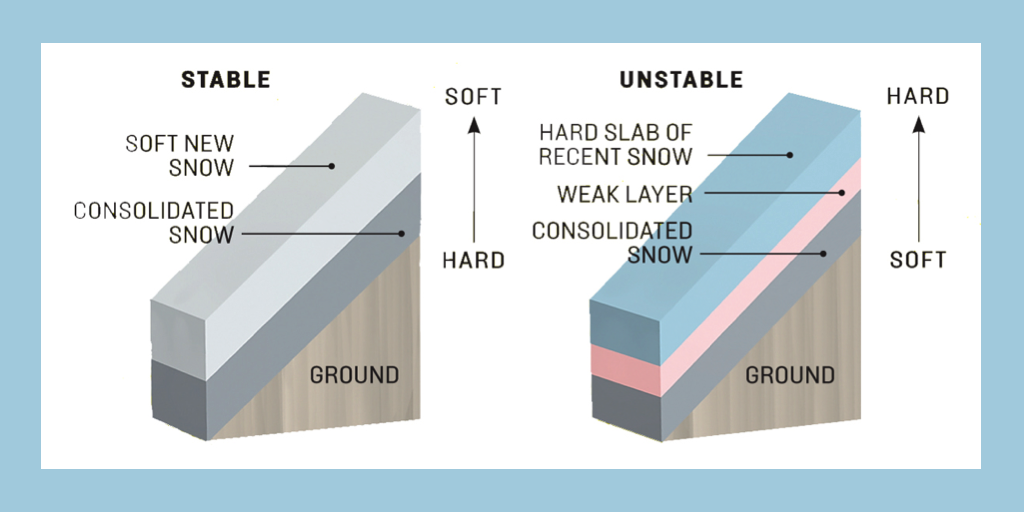 STABLE
SOFT NEW
SNOW
CONSOLIDATED
SNOW
SOFT
HARD
GROUND
UNSTABLE
HARD SLAB OF
RECENT SNOW
WEAK LAYER
CONSOLIDATED
SNOW
HARD
SOFT
GROUND